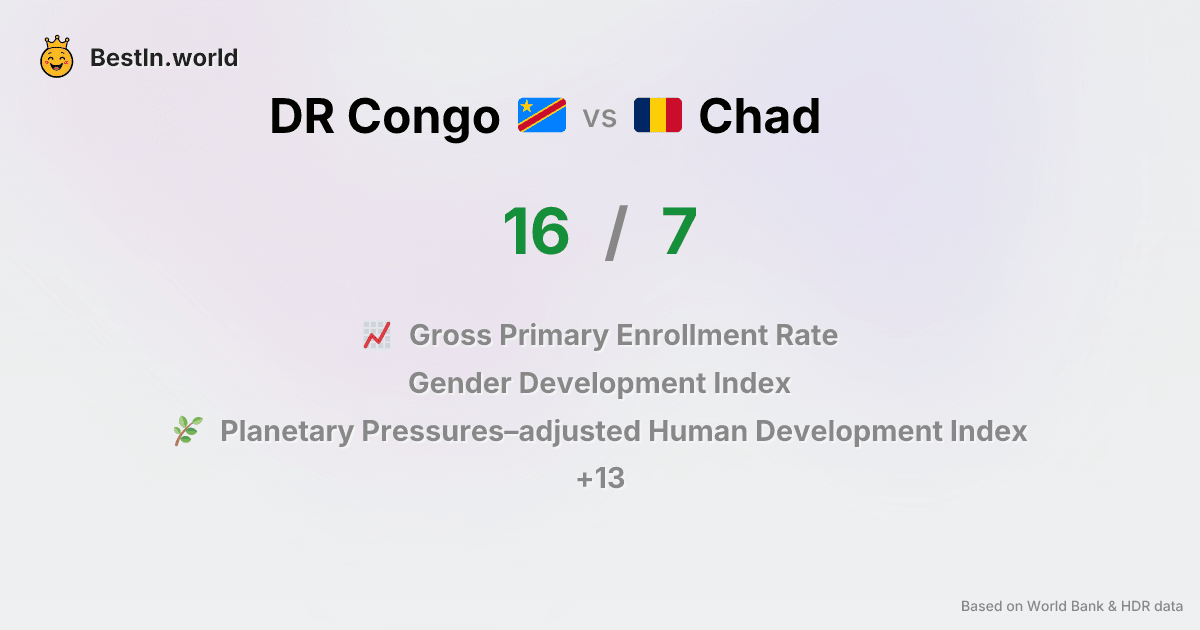 BestIn.world
DR Congo vs Chad
16 / 7
Gross Primary Enrollment Rate
Gender Development Index
Planetary Pressures–adjusted Human Development Index
+13
Based on World Bank & HDR data